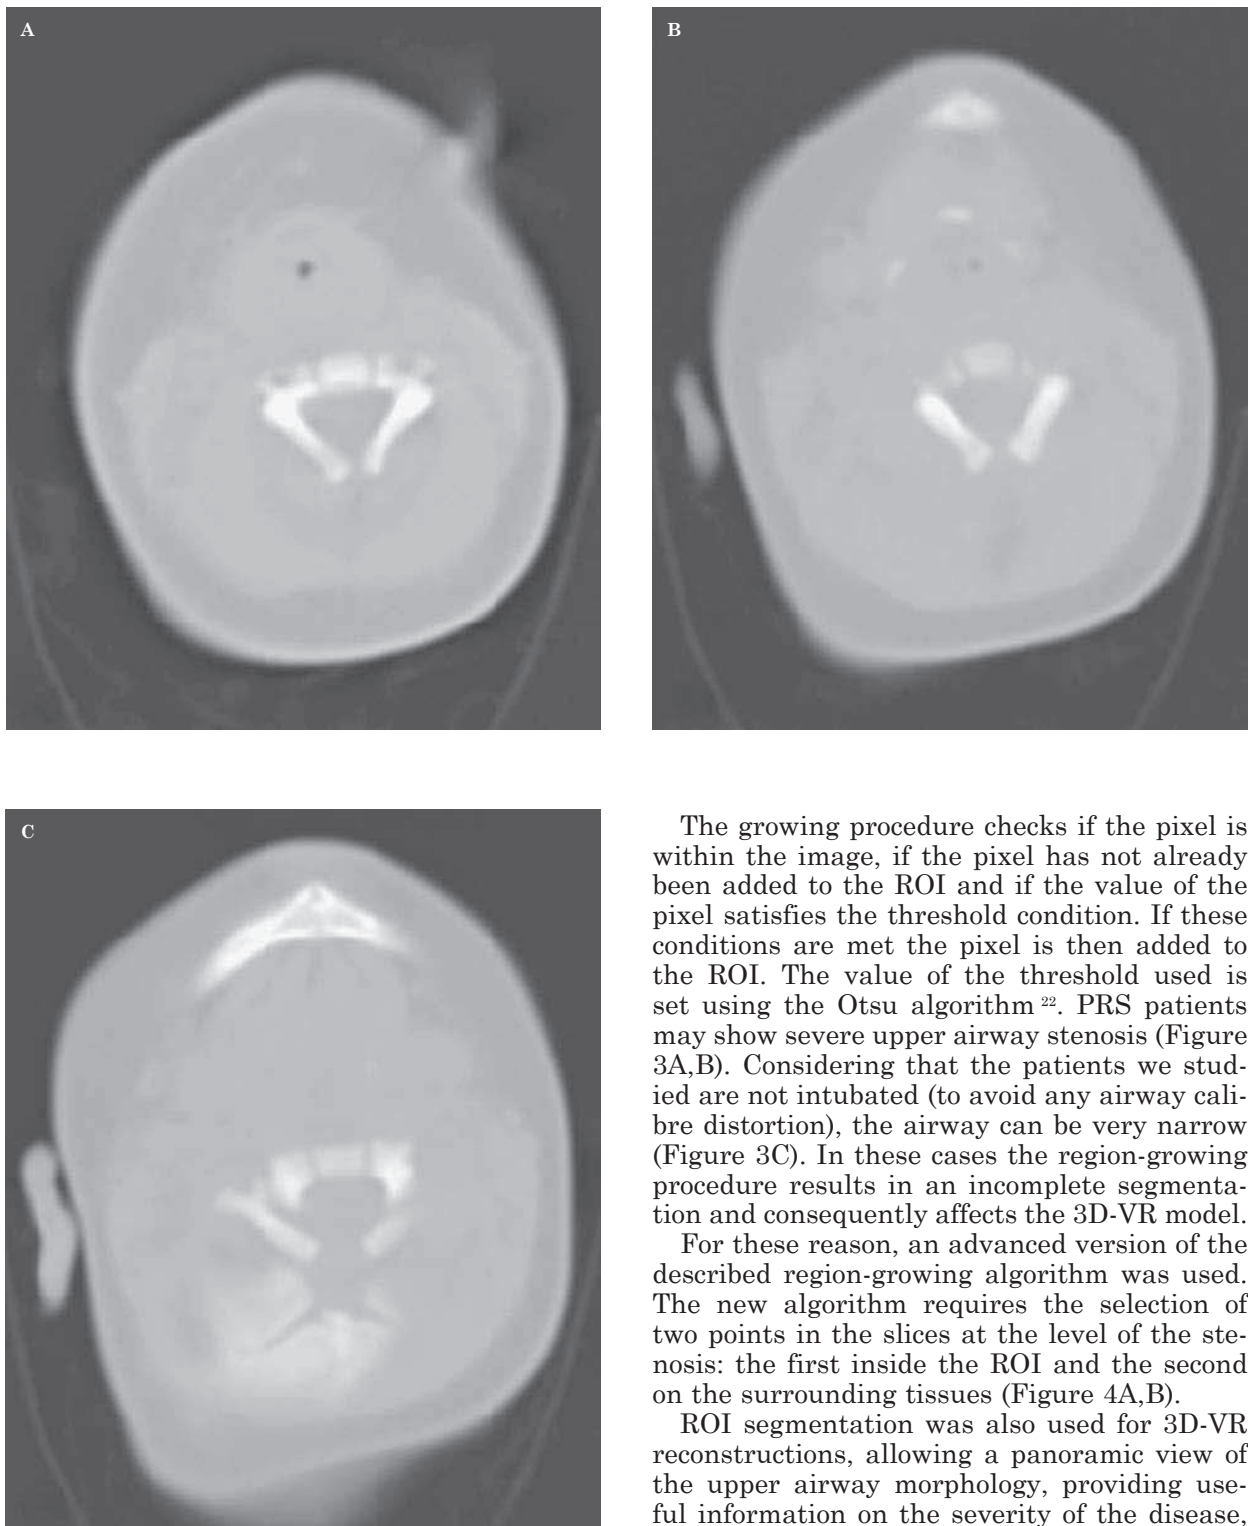 A
B
C
The growing procedure checks if the pixel is
within the image, if the pixel has not already
been added to the ROI and if the value of the
pixel satisfies the threshold condition. If these
conditions are met the pixel is then added to
the ROI. The value of the threshold used is
set using the Otsu algorithm 22. PRS patients
may show severe upper airway stenosis (Figure
3A,B). Considering that the patients we stud-
ied are not intubated (to avoid any airway cali-
bre distortion), the airway can be very narrow
(Figure 3C). In these cases the region-growing
procedure results in an incomplete segmenta-
tion and consequently affects the 3D-VR model.
For these reason, an advanced version of the
described region-growing algorithm was used.
The new algorithm requires the selection of
two points in the slices at the level of the ste-
nosis: the first inside the ROI and the second
on the surrounding tissues (Figure 4A,B).
ROI segmentation was also used for 3D-VR
reconstructions, allowing a panoramic view of
the upper airway morphology, providing use-
ful information on the severity of the disease,